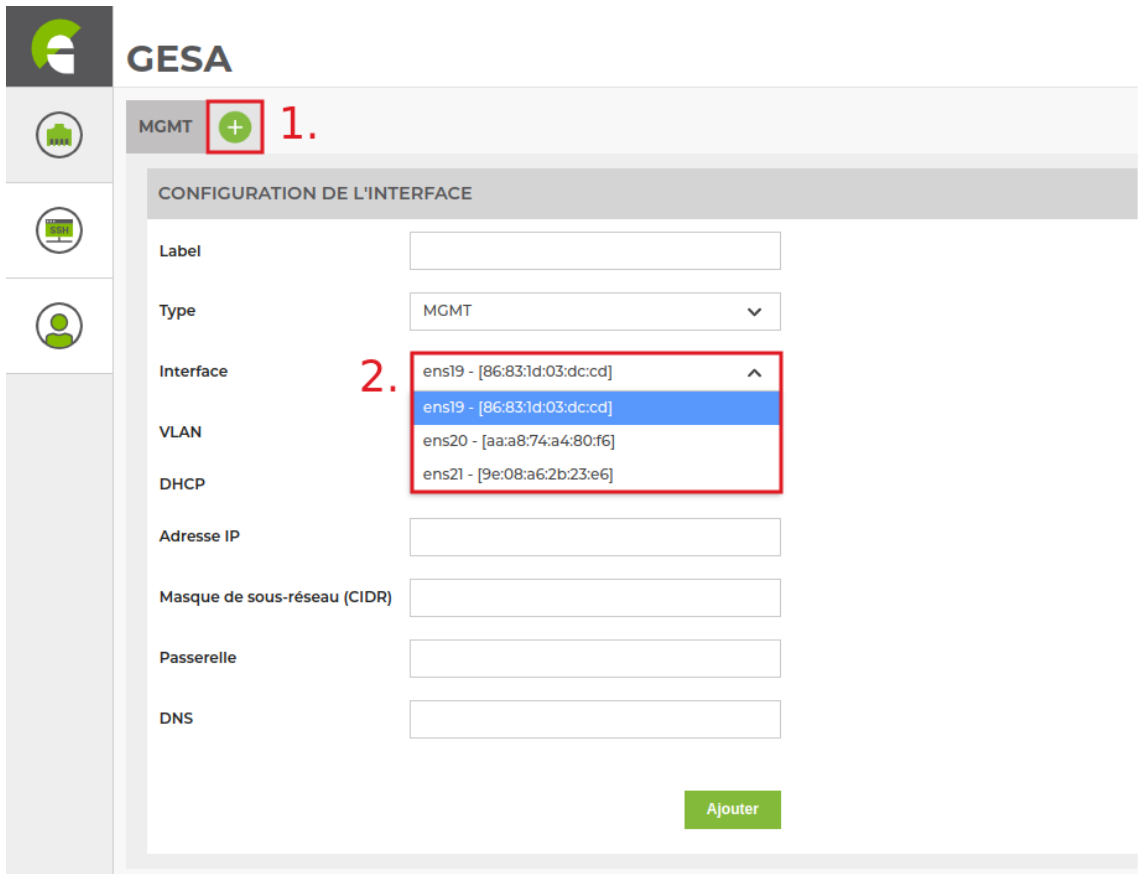 GESA
MGMT + 1.
CONFIGURATION DE L'INTERFACE
Label
Type MGMT
Interface 2. ens19 - [86:83:1d:03:dc:cd]
ens19 - [86:83:1d:03:dc:cd]
VLAN ens20 - [aa:a8:74:a4:80:f6]
DHCP ens21 - [9e:08:a6:2b:23:e6]
Adresse IP
Masque de sous-réseau (CIDR)
Passerelle
DNS
Ajouter
SSH